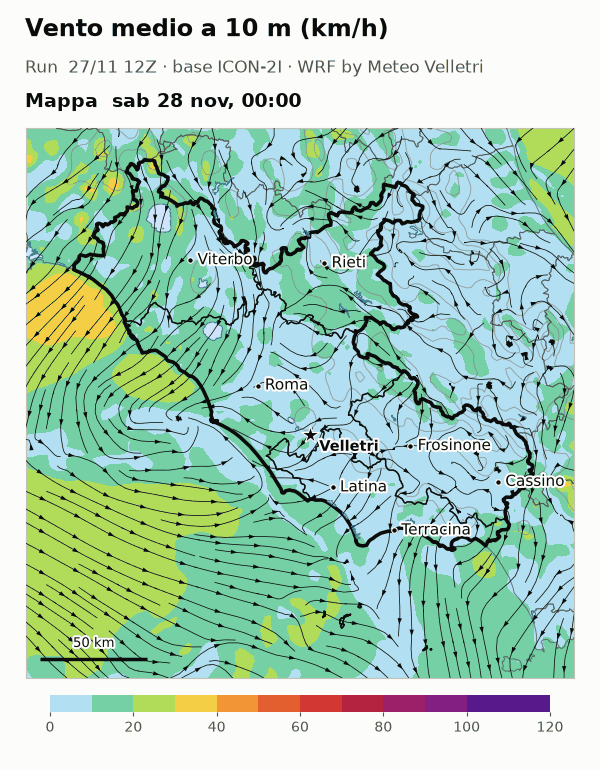 Vento medio a 10 m (km/h)
Run  27/11 12Z · base ICON-2I · WRF by Meteo Velletri
Mappa  sab 28 nov, 00:00
Viterbo
Rieti
Roma
Velletri
Frosinone
Cassino
Latina
Terracina
50 km
0 20 40 60 80 100 120